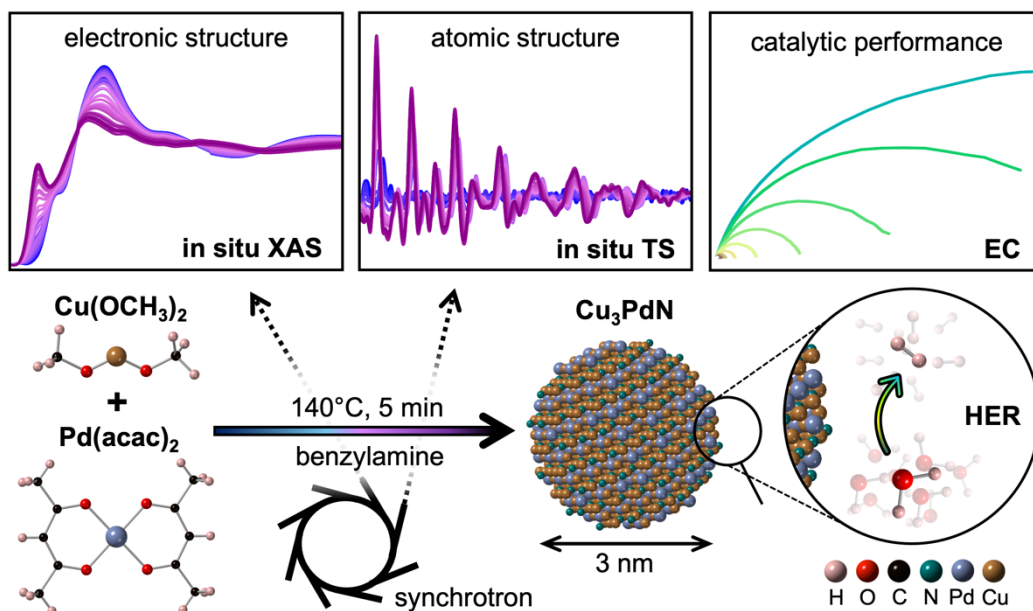 electronic structure
in situ XAS
atomic structure
in situ TS
catalytic performance
EC
Cu(OCH₃)₂
+
Pd(acac)₂
140°C, 5 min
benzylamine
synchrotron
Cu₃PdN
3 nm
HER
H O C N Pd Cu